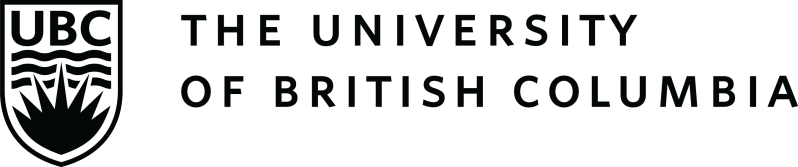 UBC
THE UNIVERSITY
OF BRITISH COLUMBIA